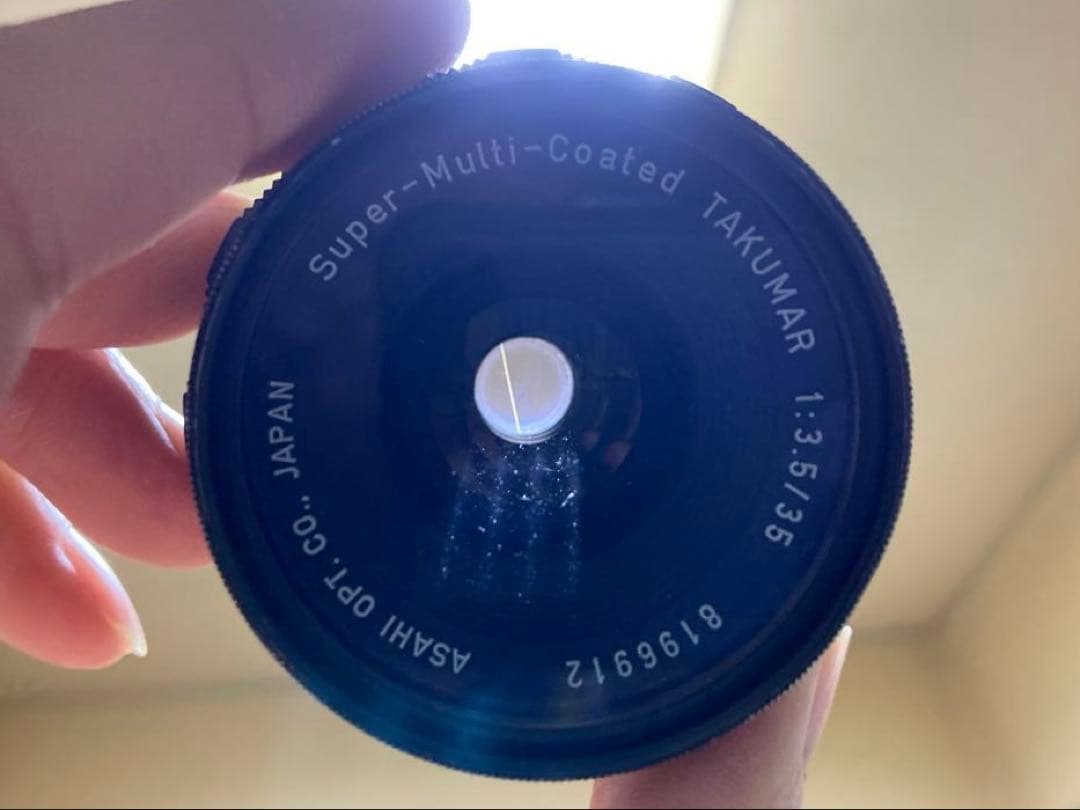 Super-Multi-Coated TAKUMAR 1:3.5/35
8196912
ASAHI OPT. CO., JAPAN